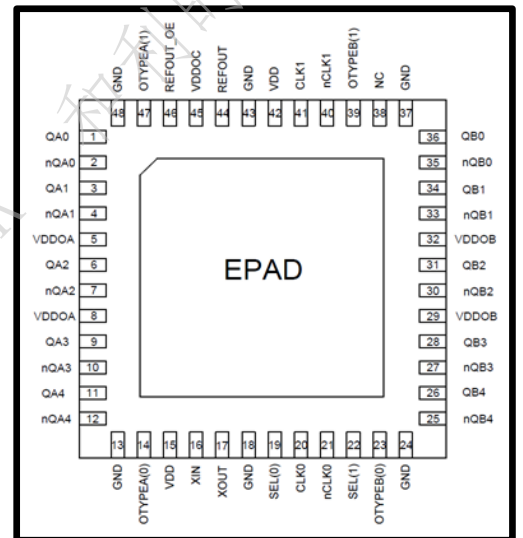 GND OTYPEA(1) REFOUT_OE VDDOC REFOUT GND VDD CLK1 nCLK1 OTYPEB(1) NC GND
48 47 46 45 44 43 42 41 40 39 38 37
QA0 1 36 QB0
nQA0 2 35 nQB0
QA1 3 34 QB1
nQA1 4 33 nQB1
VDDOA 5 32 VDDOB
QA2 6 31 QB2
nQA2 7 30 nQB2
VDDOA 8 29 VDDOB
QA3 9 28 QB3
nQA3 10 27 nQB3
QA4 11 26 QB4
nQA4 12 25 nQB4
EPAD
13 14 15 16 17 18 19 20 21 22 23 24
GND OTYPEA(0) VDD XIN XOUT GND SEL(0) CLK0 nCLK0 SEL(1) OTYPEB(0) GND
和利时